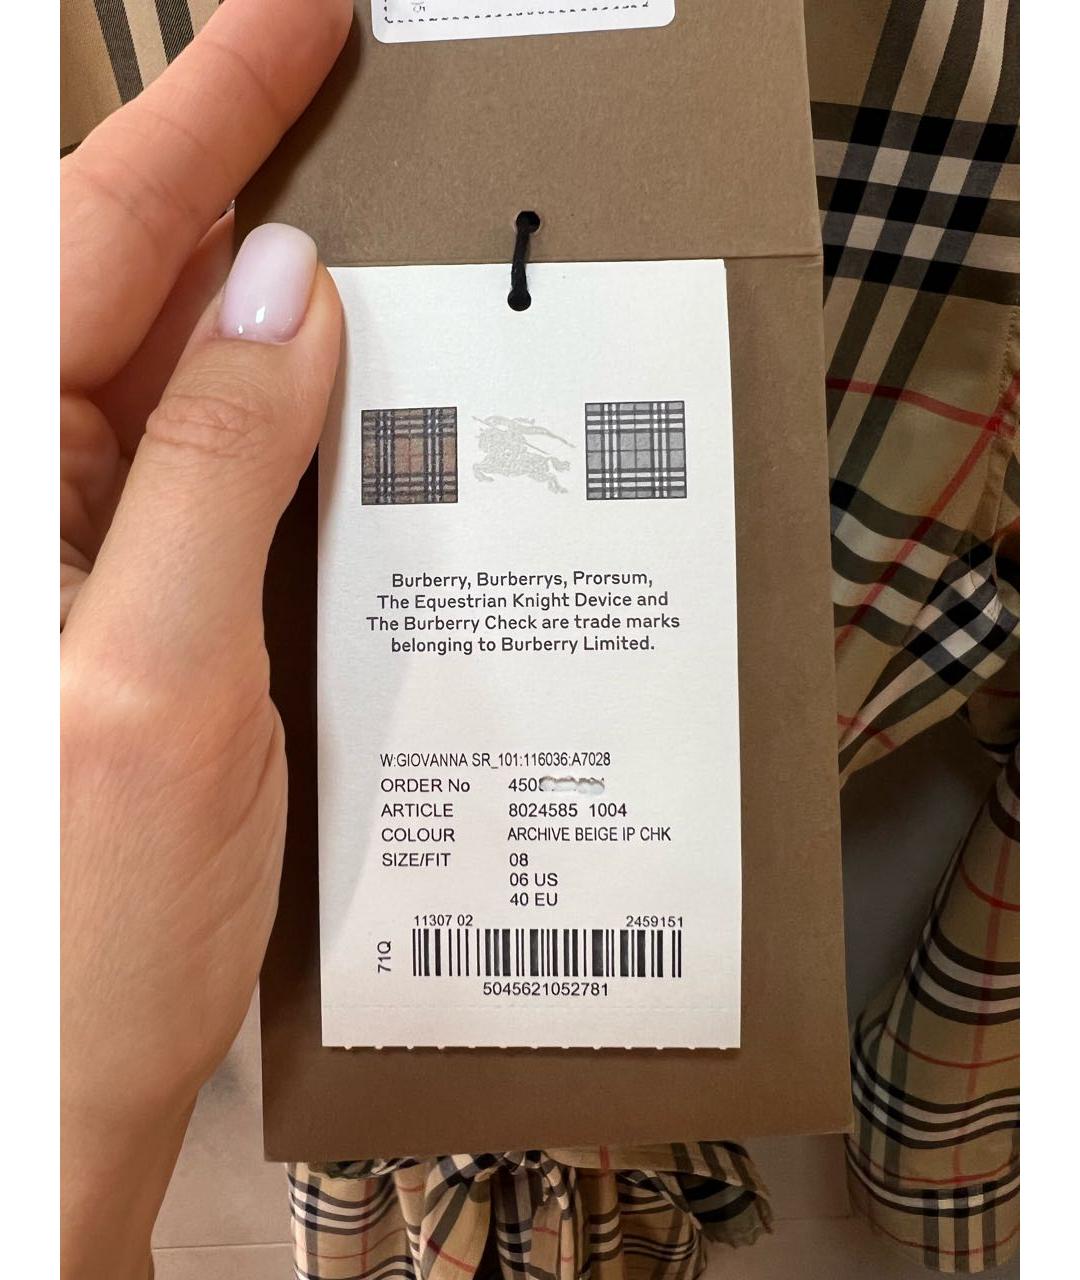 Burberry, Burberrys, Prorsum,
The Equestrian Knight Device and
The Burberry Check are trade marks
belonging to Burberry Limited.
W:GIOVANNA SR_101:116036:A7028
ORDER No
ARTICLE 8024585 1004
COLOUR ARCHIVE BEIGE IP CHK
SIZE/FIT 08
06 US
40 EU
11307 02 2459151
71Q
5045621052781